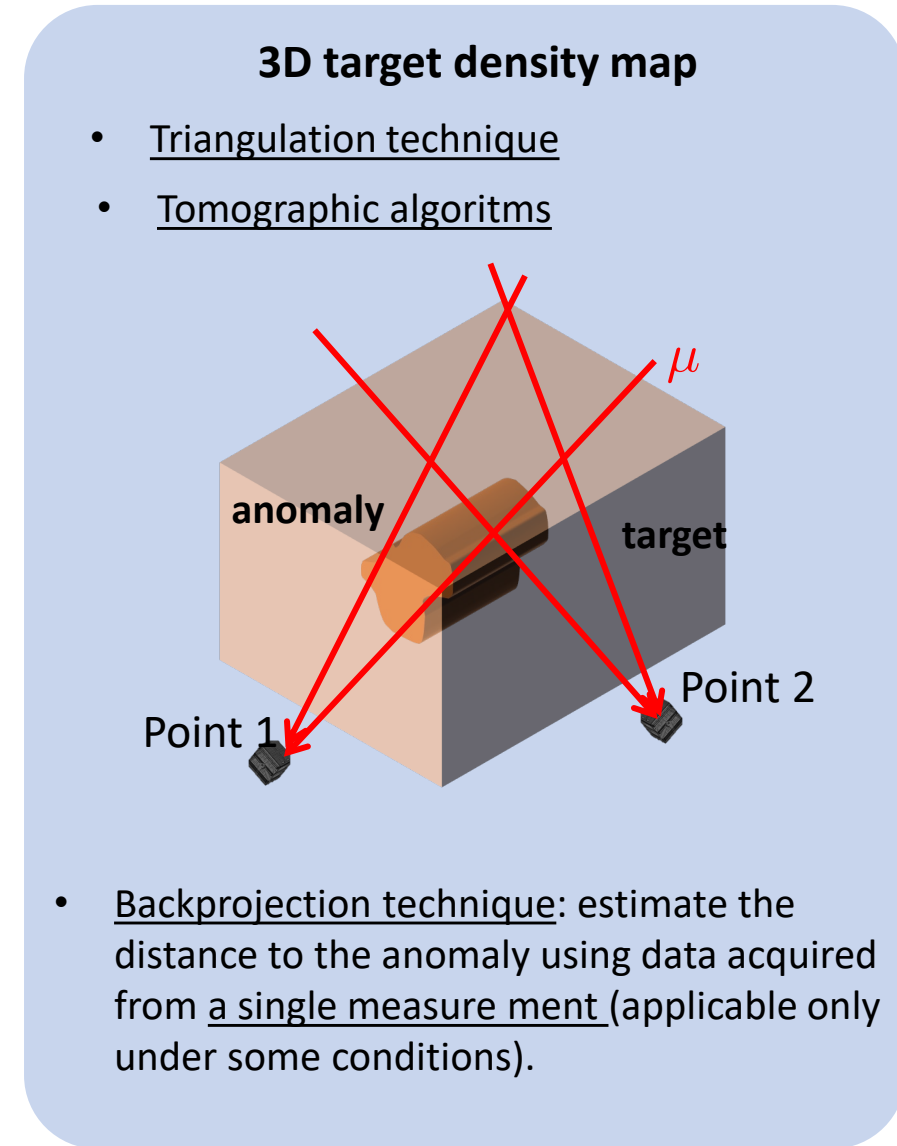 3D target density map
• Triangulation technique
• Tomographic algoritms
μ
anomaly
target
Point 2
Point 1
• Backprojection technique: estimate the
distance to the anomaly using data acquired
from a single measure ment (applicable only
under some conditions).